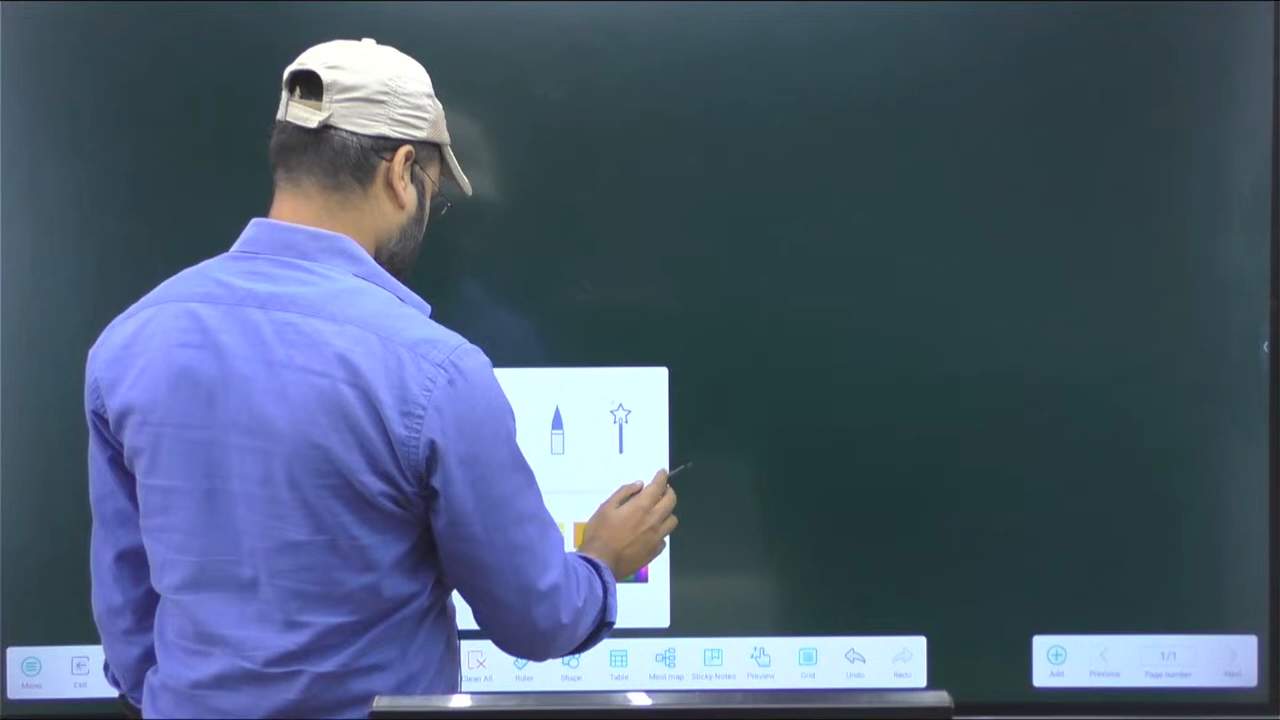 Menu
Exit
Clean All
Ruler
Shape
Table
Mind map
Sticky Notes
Preview
Grid
Undo
Redo
Add
Previous
1/1
Page number
Next